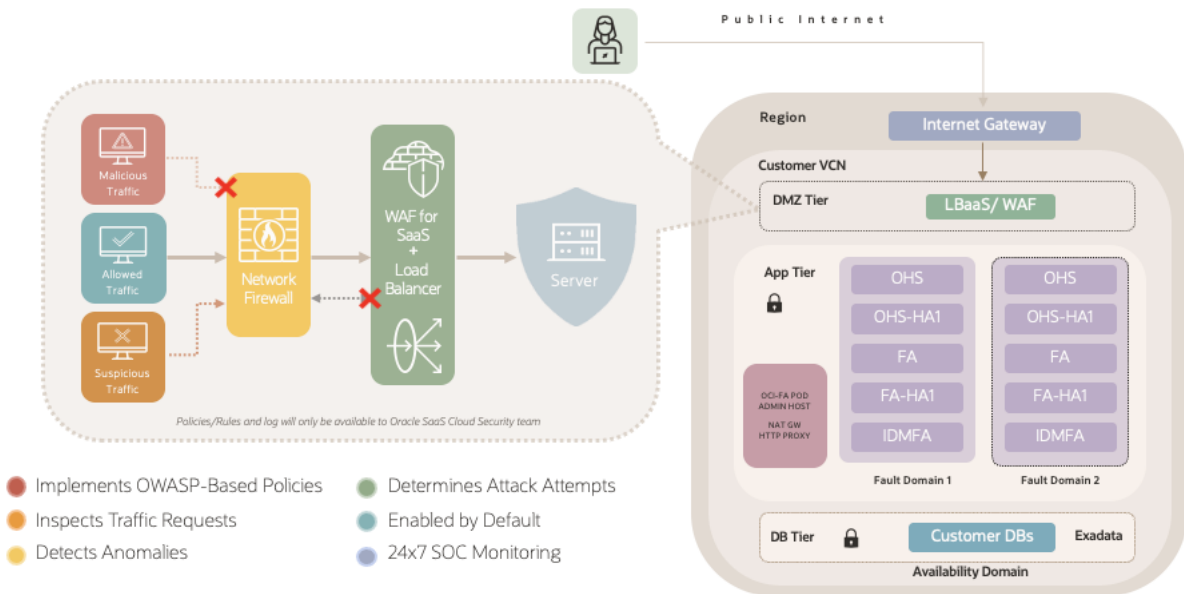 Public Internet
Malicious
Traffic
Allowed
Traffic
Suspicious
Traffic
Network
Firewall
WAF for
SaaS
+
Load
Balancer
Server
Policies/Rules and log will only be available to Oracle SaaS Cloud Security team
Implements OWASP-Based Policies
Inspects Traffic Requests
Detects Anomalies
Determines Attack Attempts
Enabled by Default
24x7 SOC Monitoring
Region
Internet Gateway
Customer VCN
DMZ Tier
LBaaS/ WAF
App Tier
OCI-FA POD
ADMIN HOST
NAT GW
HTTP PROXY
OHS
OHS-HA1
FA
FA-HA1
IDMFA
Fault Domain 1
OHS
OHS-HA1
FA
FA-HA1
IDMFA
Fault Domain 2
DB Tier
Customer DBs
Exadata
Availability Domain